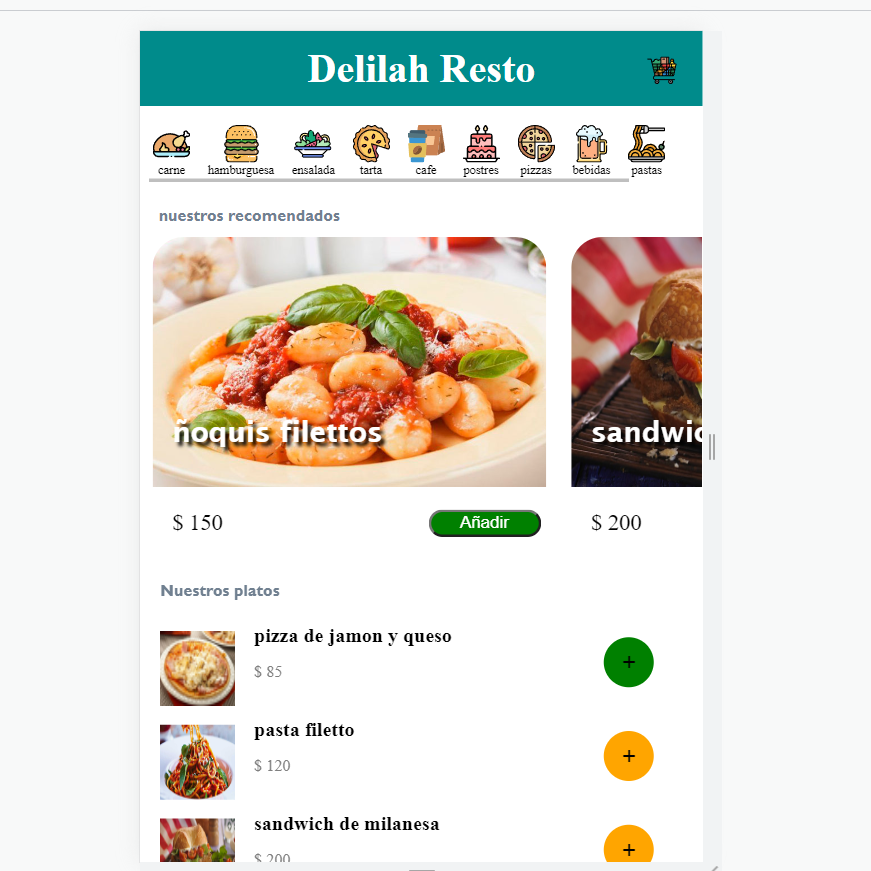 Delilah Resto
carne hamburguesa ensalada tarta cafe postres pizzas bebidas pastas
nuestros recomendados
ñoquis filettos sandwic
$ 150 Añadir $ 200
Nuestros platos
pizza de jamon y queso
$ 85 +
pasta filetto
$ 120 +
sandwich de milanesa
$ 200 +